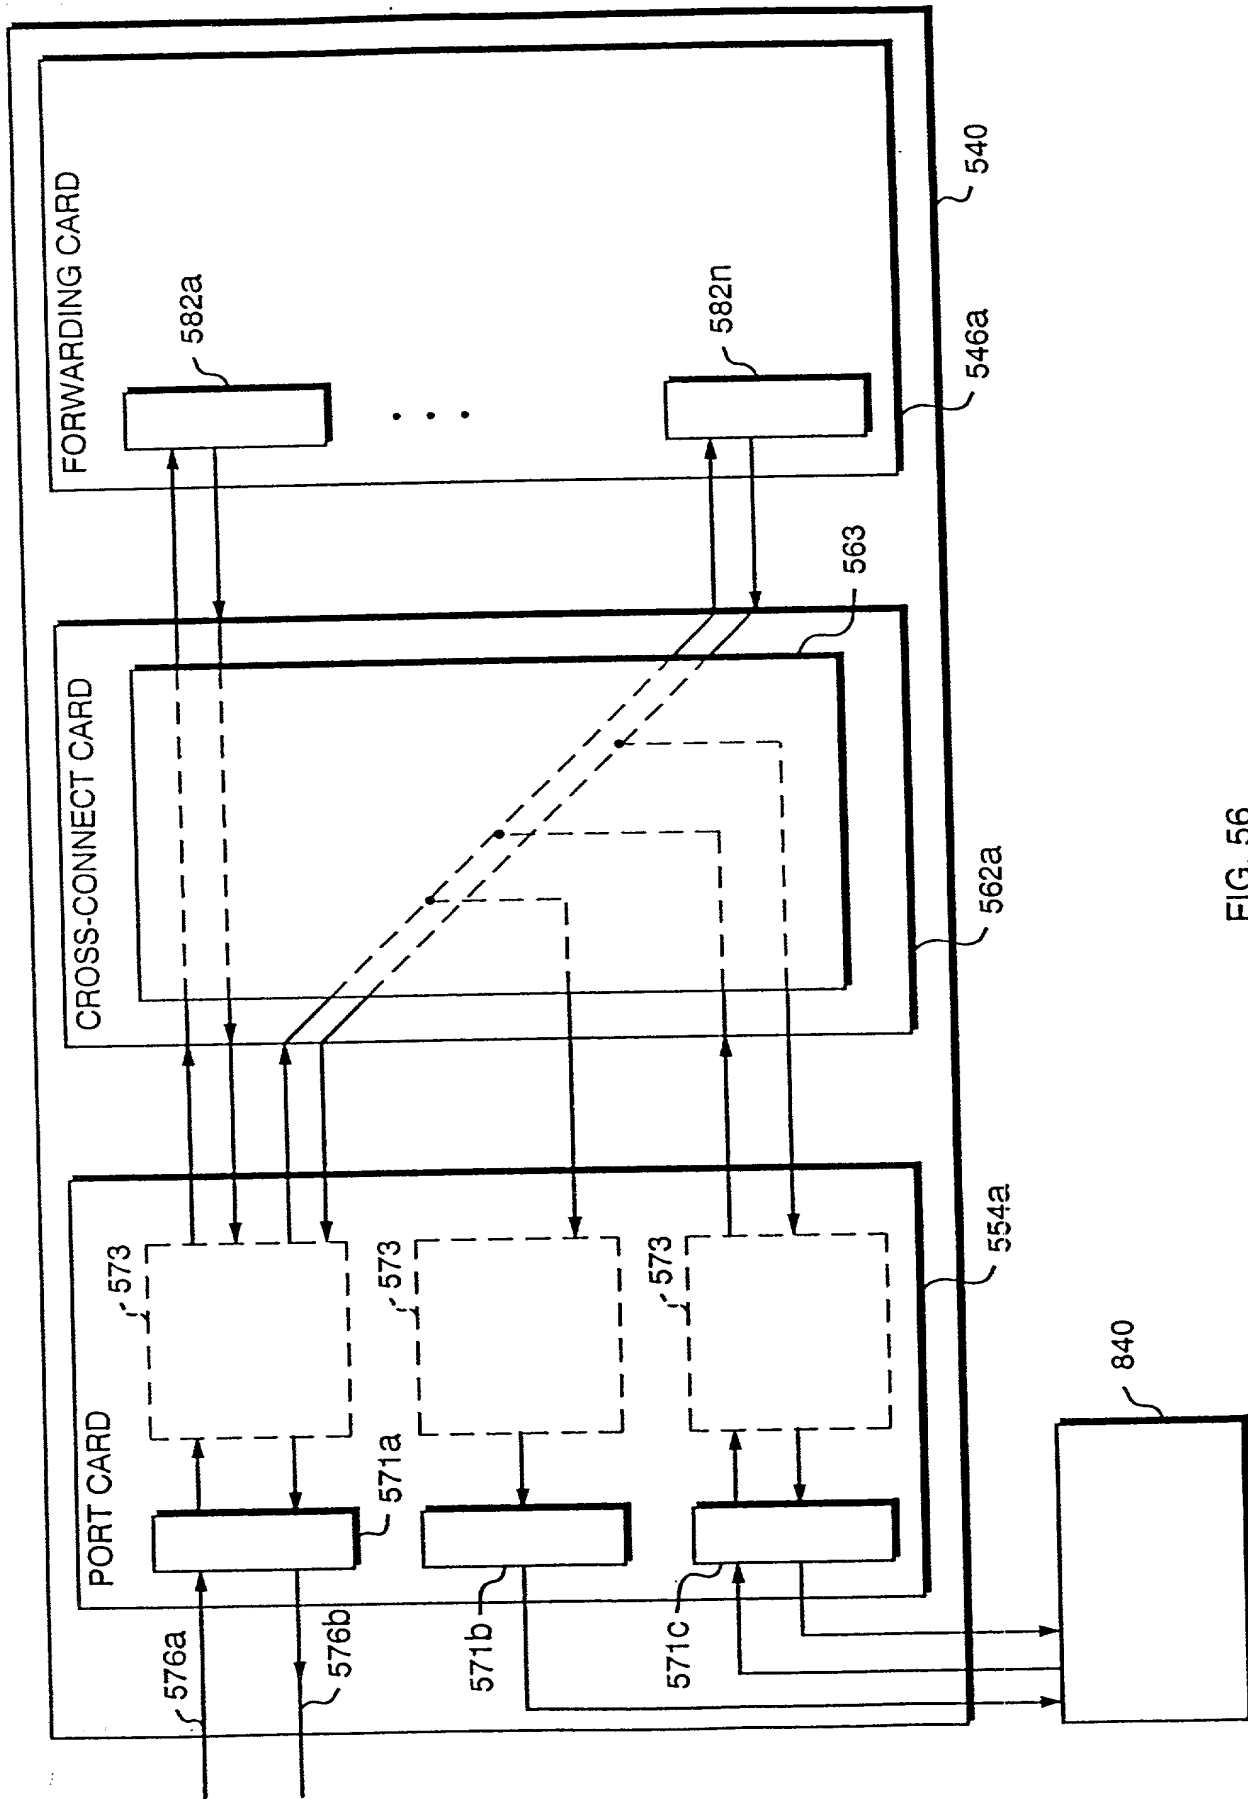 PORT CARD
CROSS-CONNECT CARD
FORWARDING CARD
576a
576b
571a
573
582a
571b
573
571c
573
582n
563
554a
562a
546a
540
840
FIG. 56